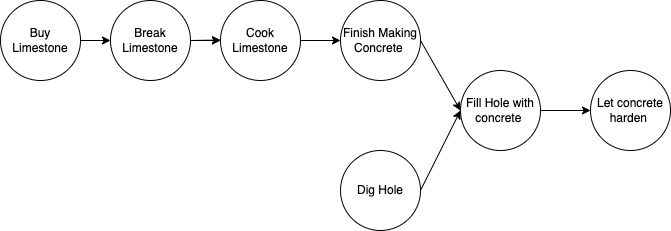 Buy
Limestone
Break
Limestone
Cook
Limestone
Finish Making
Concrete
Fill Hole with
concrete
Let concrete
harden
Dig Hole